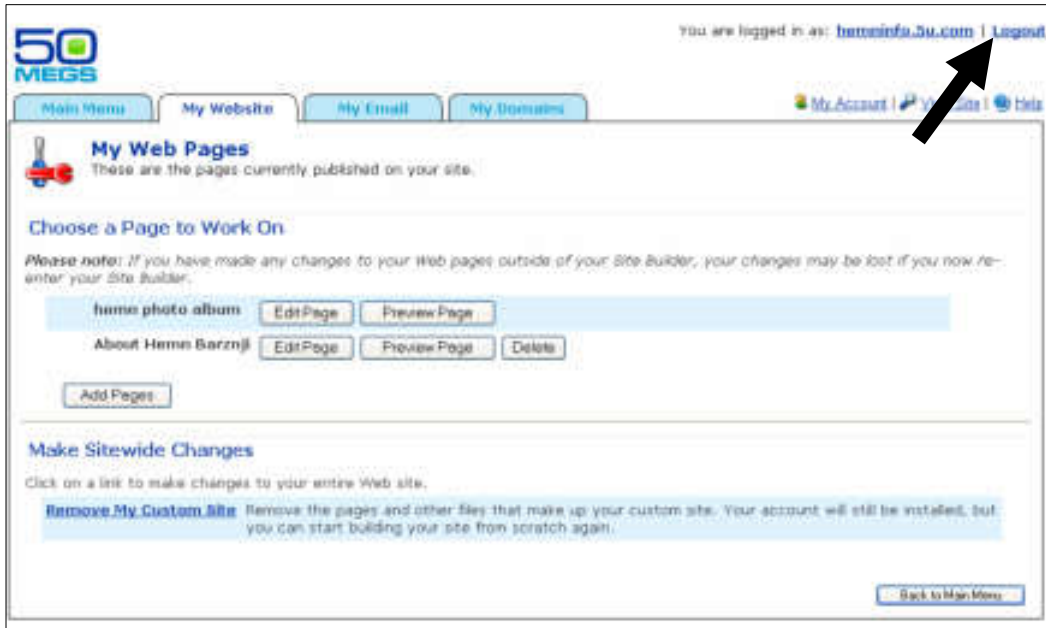 You are logged in as: hemninfo.5u.com | Logout
50
MEGS
Main Menu My Website My Email My Domains
My Account | Site | Help
My Web Pages
These are the pages currently published on your site.
Choose a Page to Work On
Please note: If you have made any changes to your Web pages outside of your Site Builder, your changes may be lost if you now re-
enter your Site Builder.
hemn photo album Edit Page Preview Page
About Hemn Barznji Edit Page Preview Page Delete
Add Pages
Make Sitewide Changes
Click on a link to make changes to your entire Web site.
Remove My Custom Site Remove the pages and other files that make up your custom site. Your account will still be installed, but
you can start building your site from scratch again.
Back to Main Menu